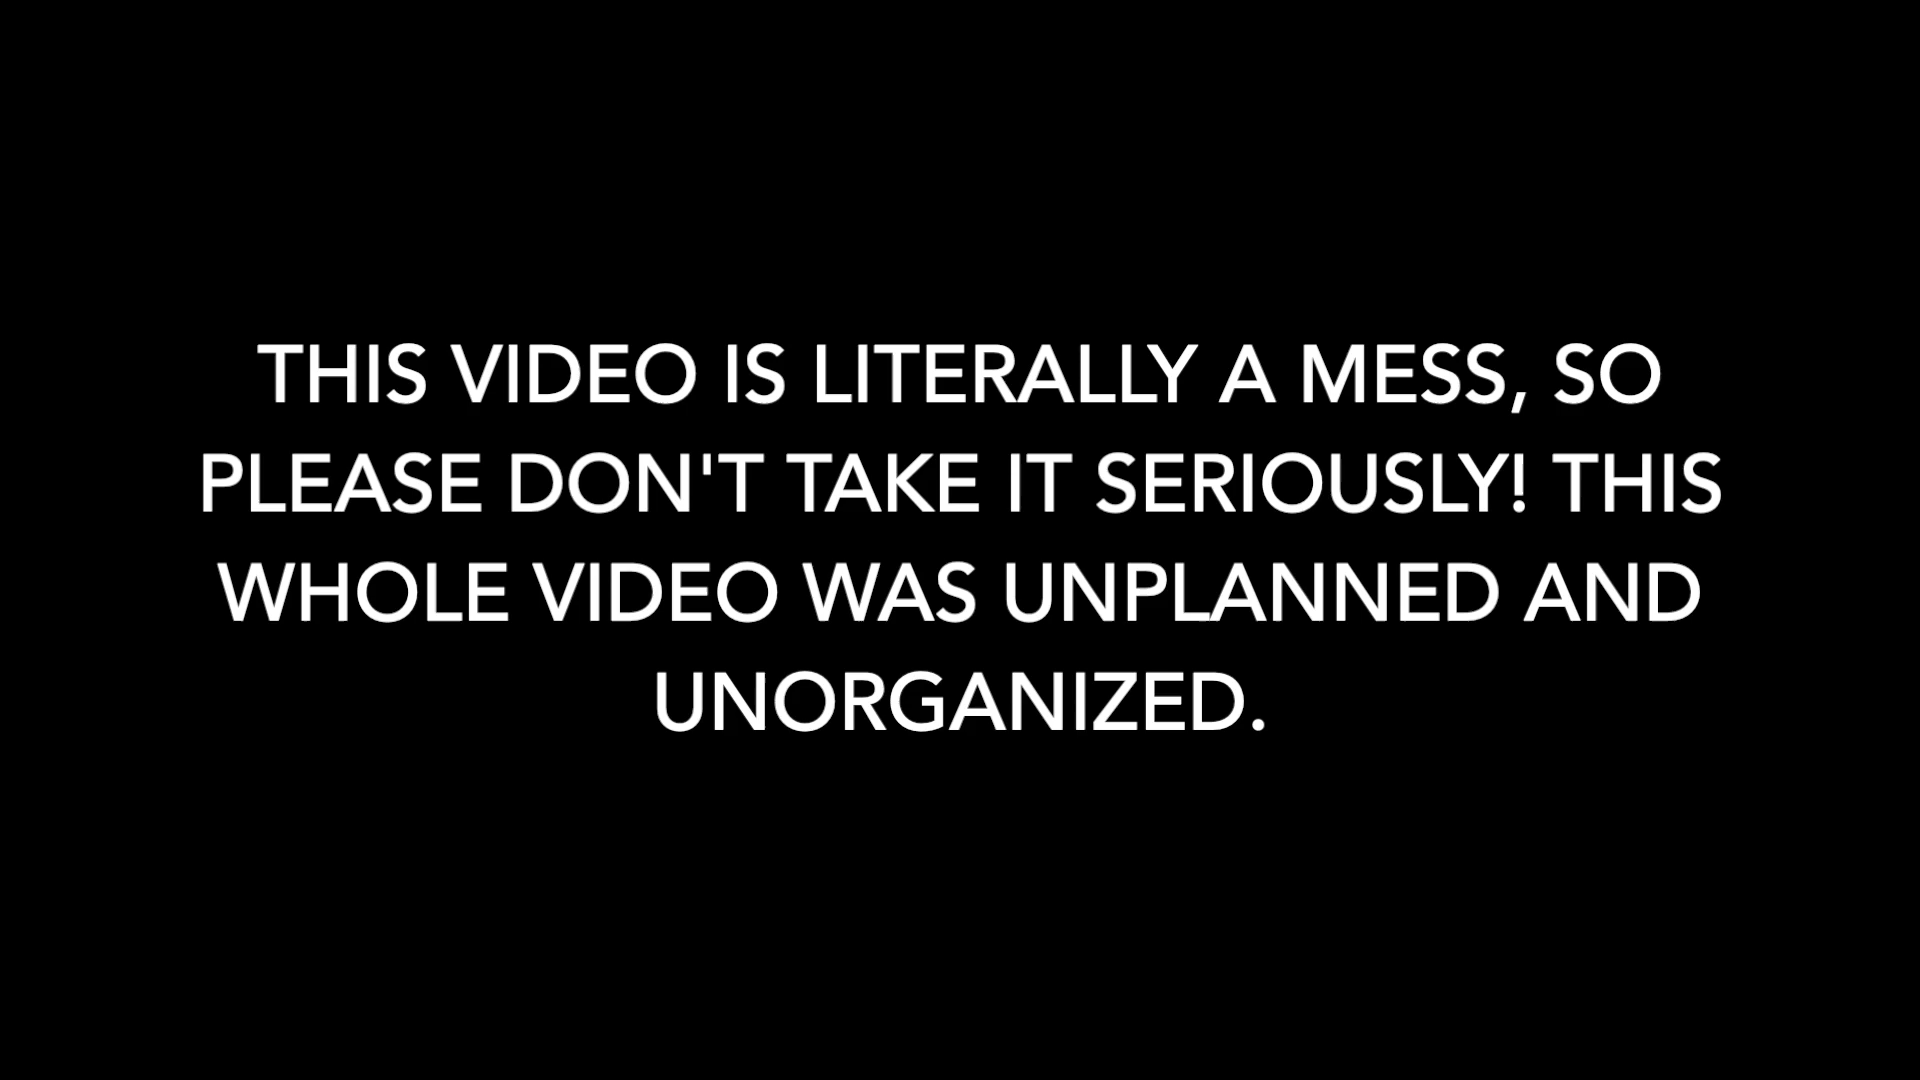 THIS VIDEO IS LITERALLY A MESS, SO
PLEASE DON'T TAKE IT SERIOUSLY! THIS
WHOLE VIDEO WAS UNPLANNED AND
UNORGANIZED.